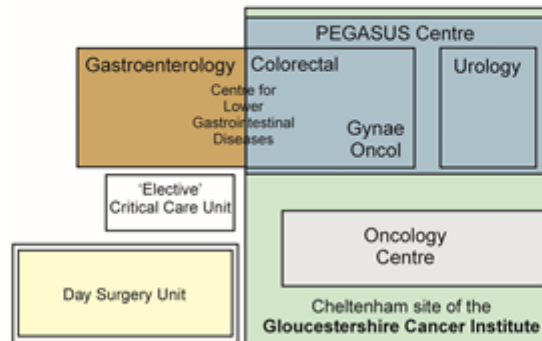 PEGASUS Centre
Gastroenterology
Colorectal
Urology
Centre for
Lower
Gastrointestinal
Diseases
Gynae
Oncol
'Elective'
Critical Care Unit
Oncology
Centre
Day Surgery Unit
Cheltenham site of the
Gloucestershire Cancer Institute